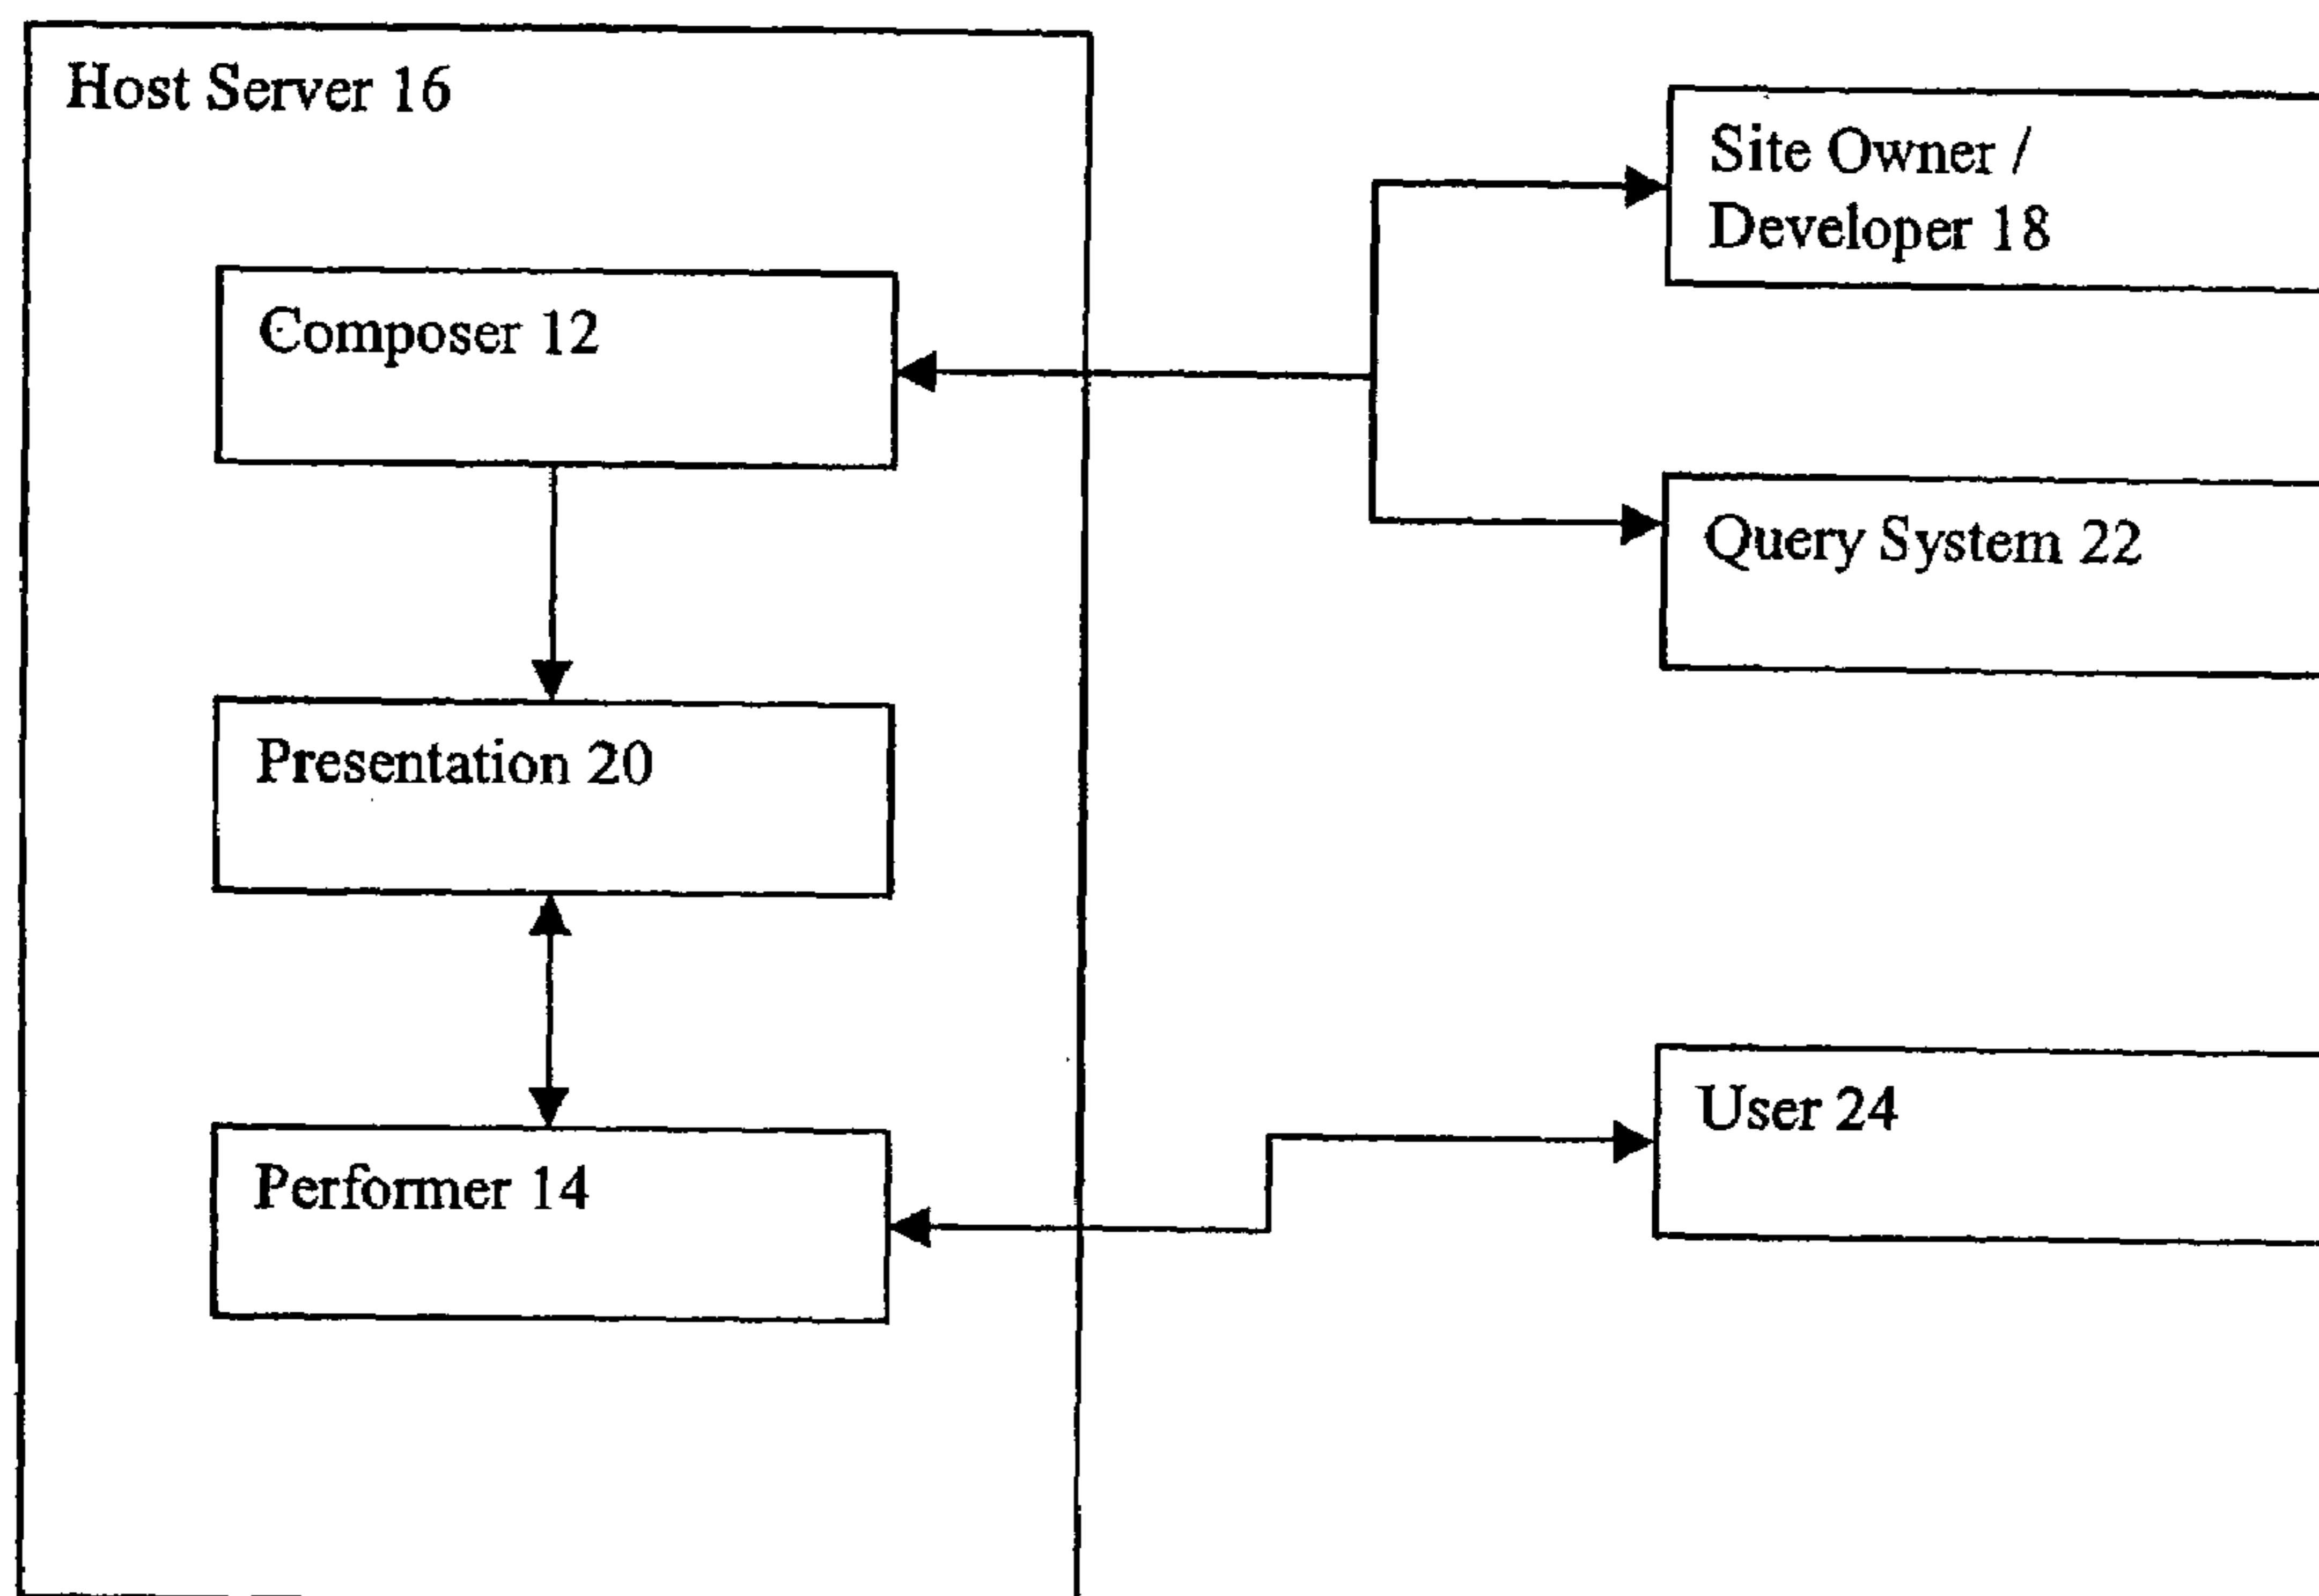 Host Server 16
Site Owner /
Developer 18
Composer 12
Query System 22
Presentation 20
User 24
Performer 14